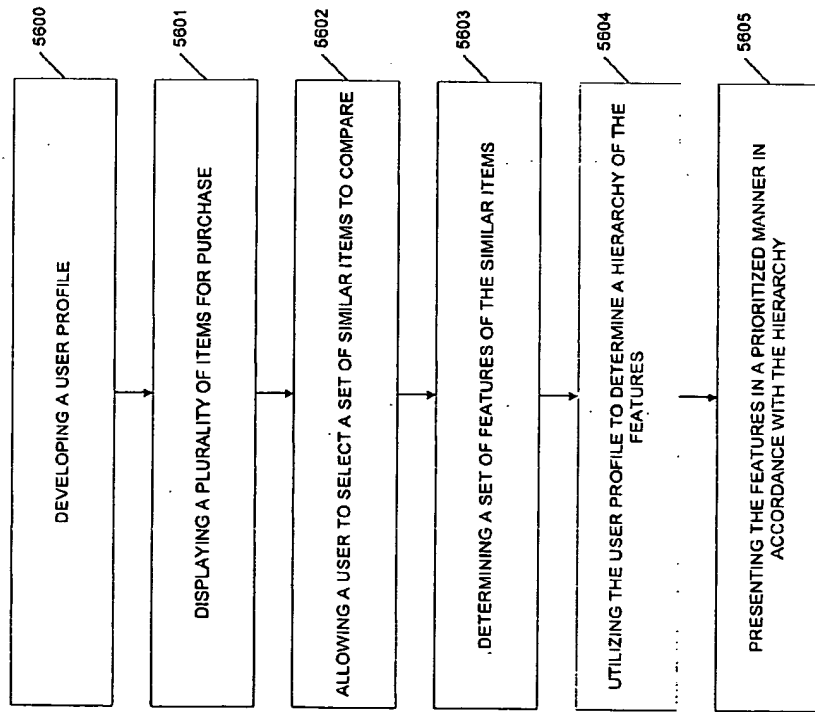 5600
DEVELOPING A USER PROFILE
5601
DISPLAYING A PLURALITY OF ITEMS FOR PURCHASE
5602
ALLOWING A USER TO SELECT A SET OF SIMILAR ITEMS TO COMPARE
5603
DETERMINING A SET OF FEATURES OF THE SIMILAR ITEMS
5604
UTILIZING THE USER PROFILE TO DETERMINE A HIERARCHY OF THE
FEATURES
5605
PRESENTING THE FEATURES IN A PRIORITIZED MANNER IN
ACCORDANCE WITH THE HIERARCHY